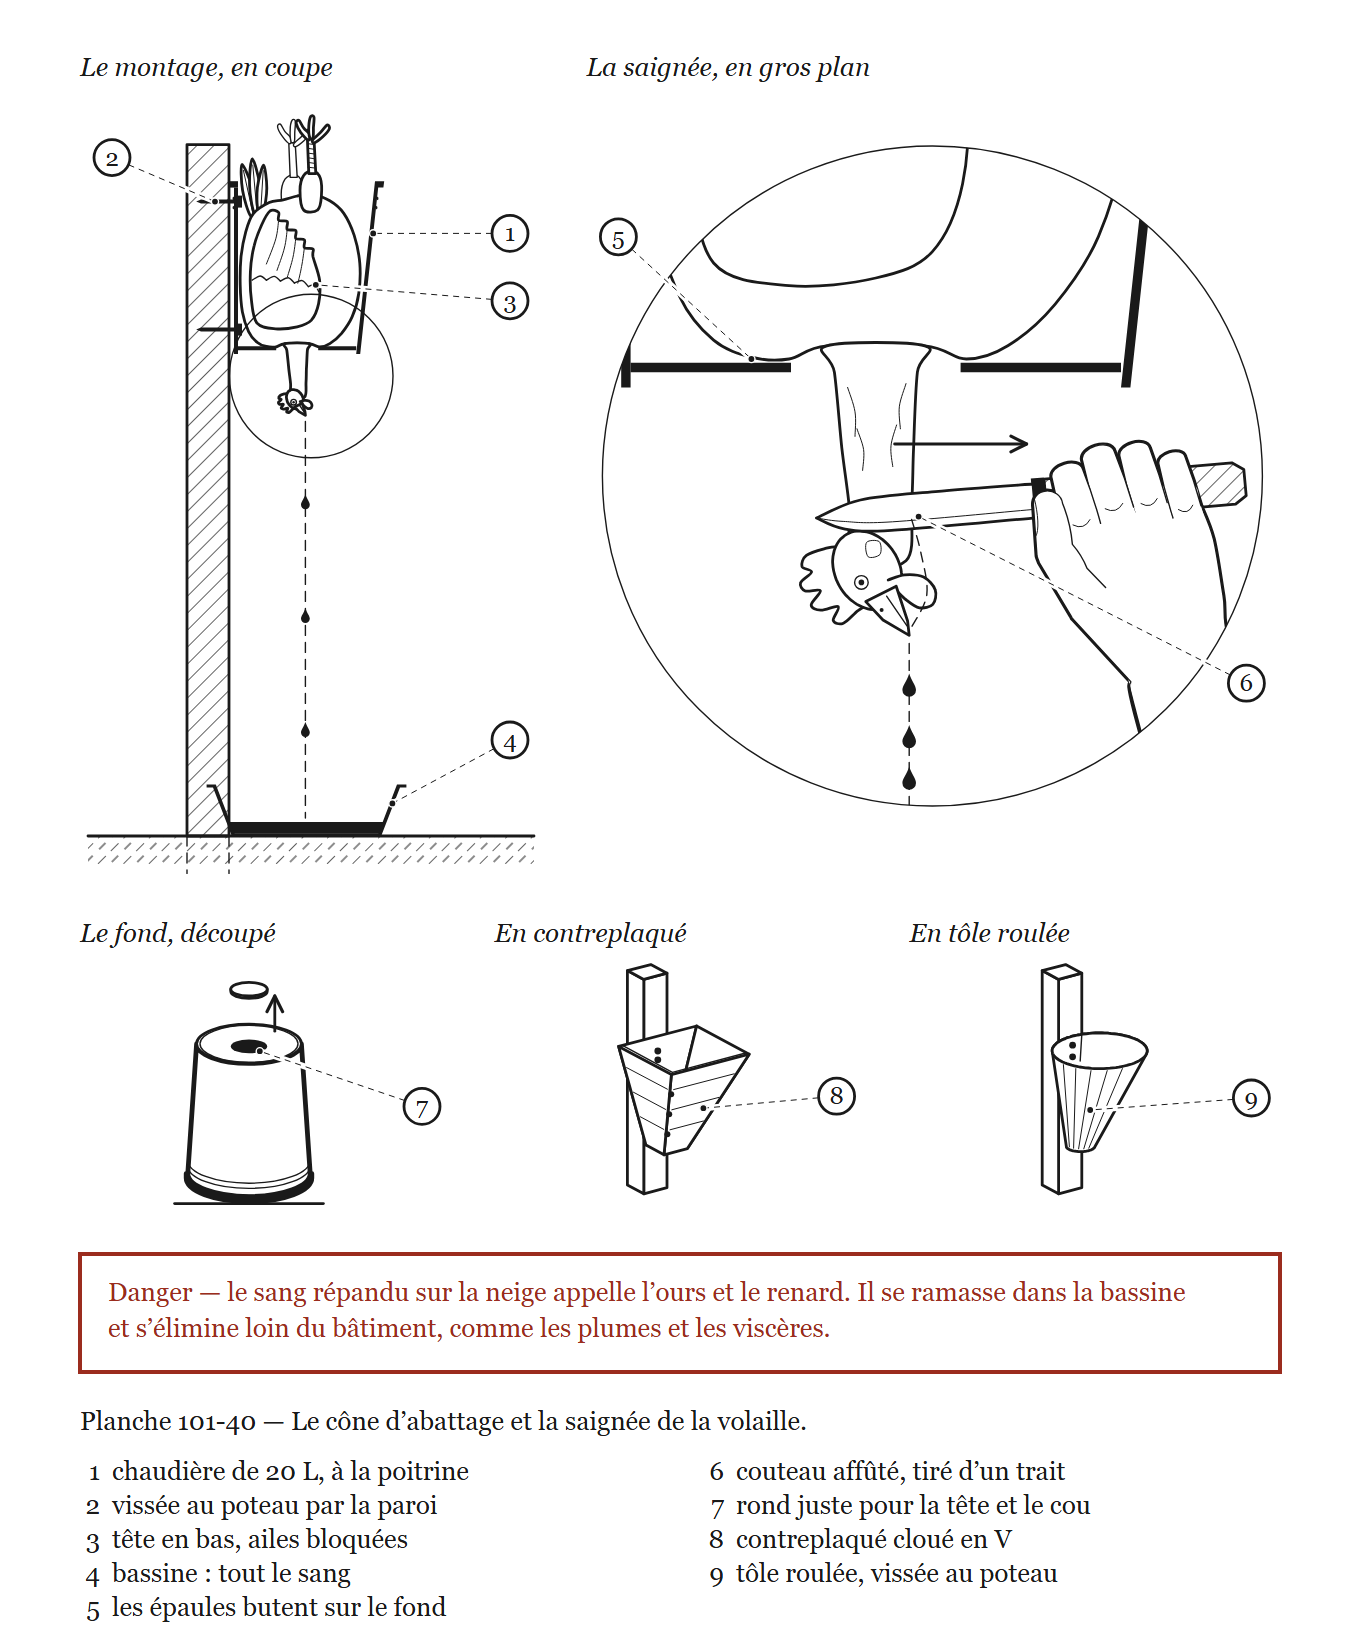 Le montage, en coupe
La saignée, en gros plan
2
1
3
4
5
6
Le fond, découpé
En contreplaqué
En tôle roulée
7
8
9
Danger — le sang répandu sur la neige appelle l’ours et le renard. Il se ramasse dans la bassine
et s’élimine loin du bâtiment, comme les plumes et les viscères.
Planche 101-40 — Le cône d’abattage et la saignée de la volaille.
1 chaudière de 20 L, à la poitrine
2 vissée au poteau par la paroi
3 tête en bas, ailes bloquées
4 bassine : tout le sang
5 les épaules butent sur le fond
6 couteau affûté, tiré d’un trait
7 rond juste pour la tête et le cou
8 contreplaqué cloué en V
9 tôle roulée, vissée au poteau